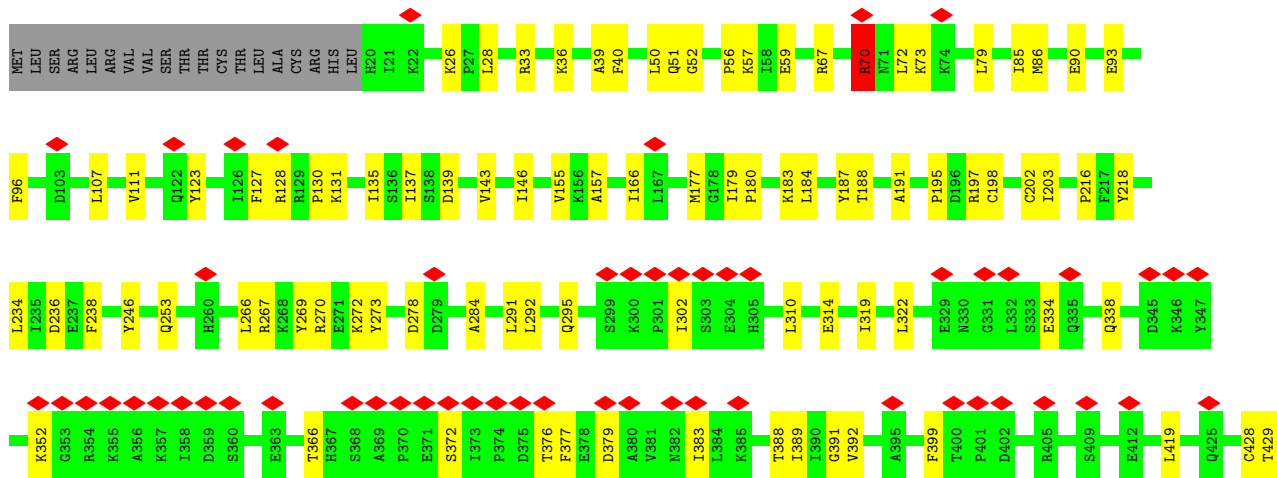 MET LEU SER ARG LEU ARG VAL VAL SER THR THR CYS THR LEU ALA CYS ARG HIS LEU H20 I21 K22 K26 P27 L28 R33 K36 A39 F40 L50 Q51 G52 P56 K57 I58 E59 R67 R70 N71 L72 K73 K74 L79 I85 M86 E90 E93
F96 D103 L107 V111 Q122 Y123 I126 F127 R128 R129 P130 K131 I135 S136 I137 S138 D139 V143 I146 V155 K156 A157 I166 L167 M177 G178 I179 P180 K183 L184 Y187 T188 A191 P195 D196 R197 C198 C202 I203 P216 F217 Y218
L234 I235 D236 E237 F238 Y246 Q253 H260 L266 R267 K268 Y269 R270 E271 K272 Y273 D278 D279 A284 L291 L292 Q295 S299 K300 P301 I302 S303 E304 H305 L310 E314 I319 L322 E329 N330 G331 L332 S333 E334 Q335 Q338 D345 K346 Y347
K352 G353 R354 K355 A356 K357 I358 D359 S360 E363 T366 H367 S368 A369 P370 E371 S372 I373 P374 D375 T376 F377 E378 D379 A380 V381 N382 I383 L384 K385 T388 I389 I390 G391 V392 A395 F399 T400 P401 D402 R405 S409 E412 L419 Q425 C428 T429